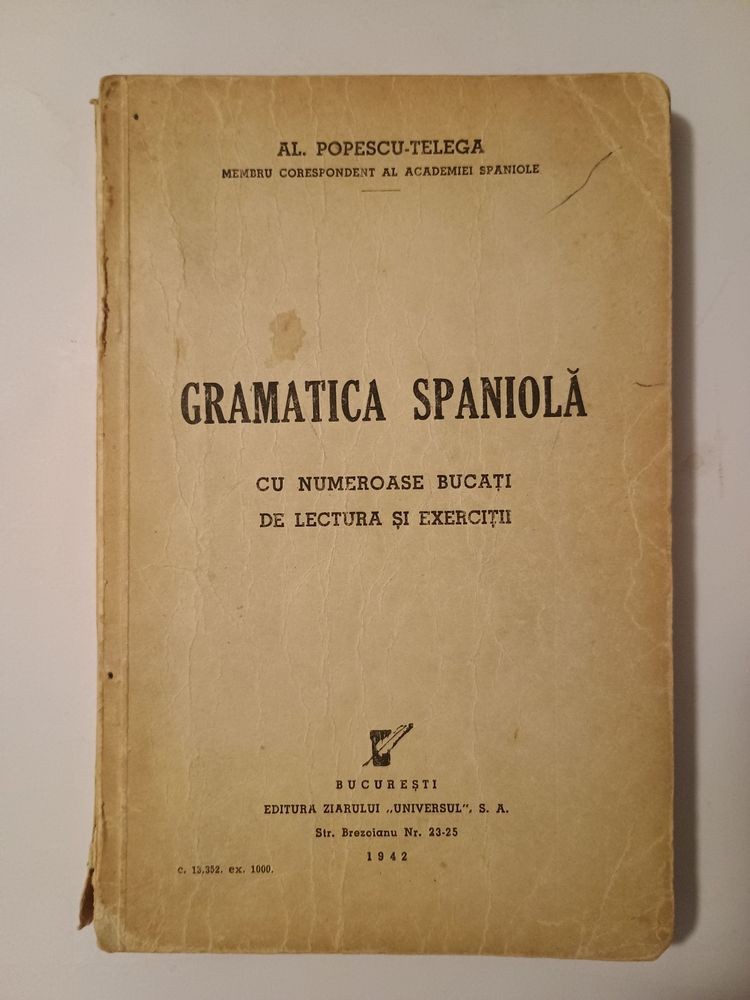 AL. POPESCU-TELEGA
MEMBRU CORESPONDENT AL ACADEMIEI SPANIOLE
GRAMATICA SPANIOLĂ
CU NUMEROASE BUCAȚI
DE LECTURA ȘI EXERCIȚII
BUCUREȘTI
EDITURA ZIARULUI „UNIVERSUL”, S. A.
Str. Brezoianu Nr. 23-25
1942
c. 13,352. ex. 1000.